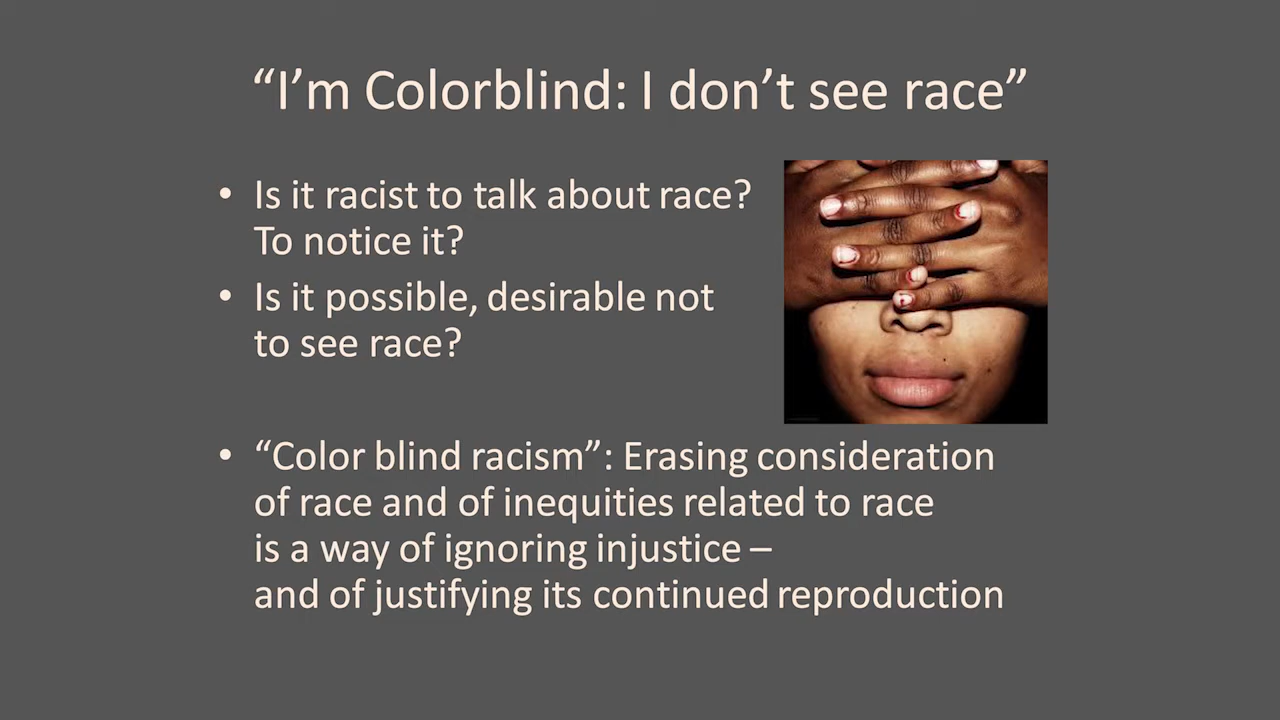 “I’m Colorblind: I don’t see race”
• Is it racist to talk about race?
To notice it?
• Is it possible, desirable not
to see race?
• “Color blind racism”: Erasing consideration
of race and of inequities related to race
is a way of ignoring injustice –
and of justifying its continued reproduction